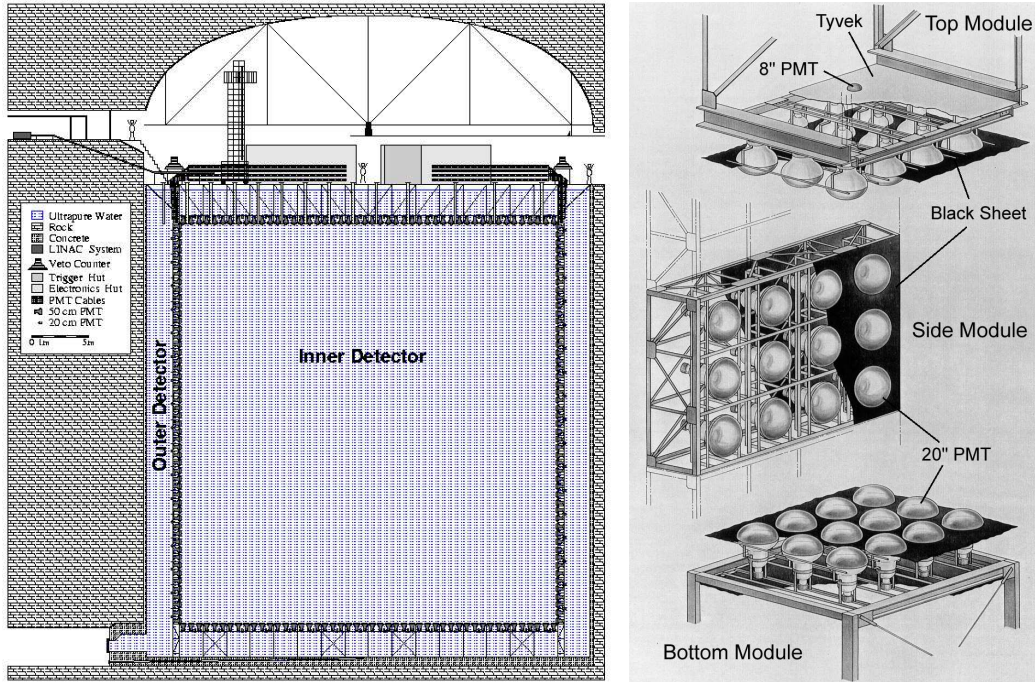 Ultrapure Water
Rock
Concrete
LINAC System
Veto Counter
Trigger Hut
Electronics Hut
PMT Cables
50 cm PMT
20 cm PMT
0 1m 5m
Outer Detector
Inner Detector
Top Module
Tyvek
8" PMT
Black Sheet
Side Module
20" PMT
Bottom Module